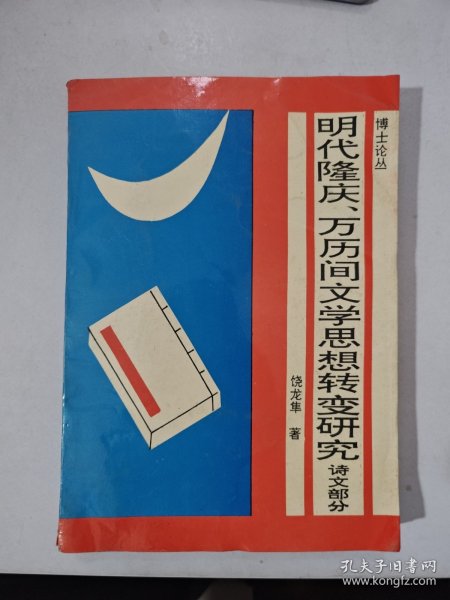 博士论丛
明代隆庆、万历间文学思想转变研究
诗文部分
饶龙隼 著
孔夫子旧书网
www.kongfz.com